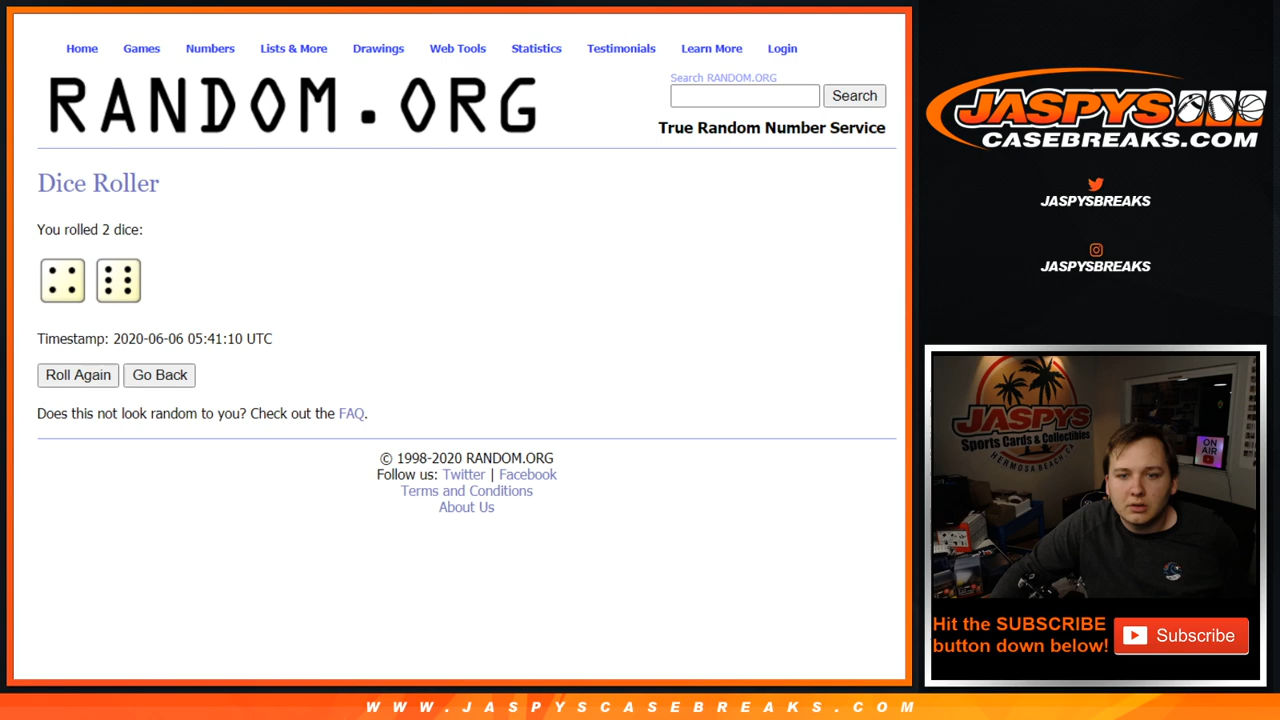 Home Games Numbers Lists & More Drawings Web Tools Statistics Testimonials Learn More Login
RANDOM.ORG
Search RANDOM.ORG
Search
True Random Number Service
Dice Roller
You rolled 2 dice:
Timestamp: 2020-06-06 05:41:10 UTC
Roll Again Go Back
Does this not look random to you? Check out the FAQ.
© 1998-2020 RANDOM.ORG
Follow us: Twitter | Facebook
Terms and Conditions
About Us
JASPYS
CASEBREAKS.COM
JASPYSBREAKS
JASPYSBREAKS
JASPYS
Sports Cards & Collectibles
HERMOSA BEACH, CA
ON
AIR
Hit the SUBSCRIBE
button down below!
Subscribe
WWW.JASPYSCASEBREAKS.COM